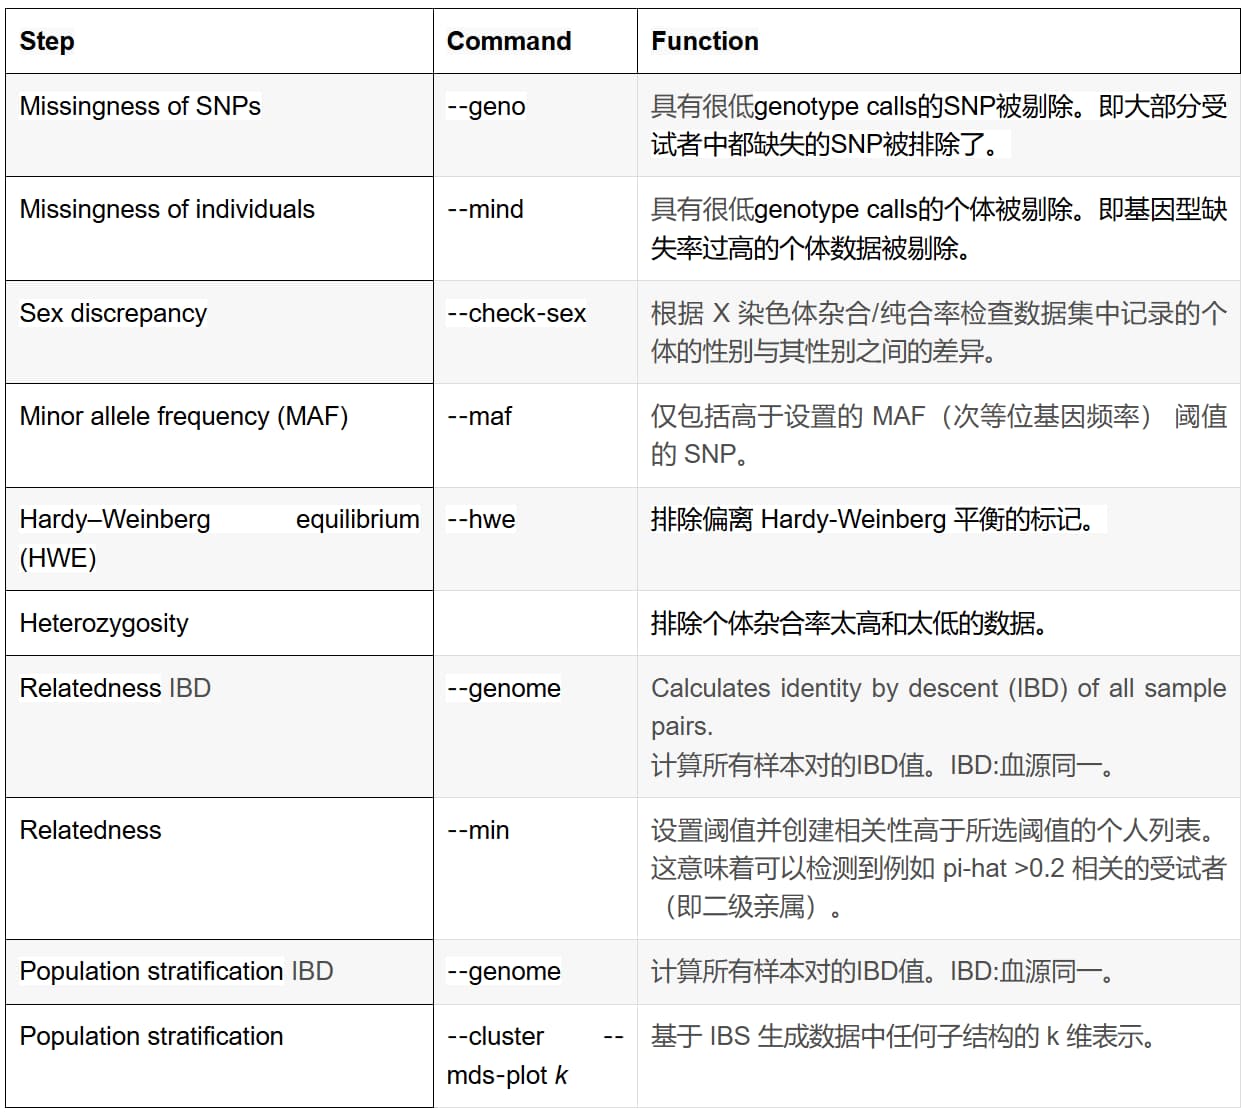 Step Command Function
Missingness of SNPs --geno 具有很低genotype calls的SNP被剔除。即大部分受
试者中都缺失的SNP被排除了。
Missingness of individuals --mind 具有很低genotype calls的个体被剔除。即基因型缺
失率过高的个体数据被剔除。
Sex discrepancy --check-sex 根据 X 染色体杂合/纯合率检查数据集中记录的个
体的性别与其性别之间的差异。
Minor allele frequency (MAF) --maf 仅包括高于设置的 MAF（次等位基因频率） 阈值
的 SNP。
Hardy–Weinberg equilibrium --hwe 排除偏离 Hardy-Weinberg 平衡的标记。
(HWE)
Heterozygosity 排除个体杂合率太高和太低的数据。
Relatedness IBD --genome Calculates identity by descent (IBD) of all sample
pairs.
计算所有样本对的IBD值。IBD:血源同一。
Relatedness --min 设置阈值并创建相关性高于所选阈值的个人列表。
这意味着可以检测到例如 pi-hat >0.2 相关的受试者
（即二级亲属）。
Population stratification IBD --genome 计算所有样本对的IBD值。IBD:血源同一。
Population stratification --cluster -- 基于 IBS 生成数据中任何子结构的 k 维表示。
mds-plot k